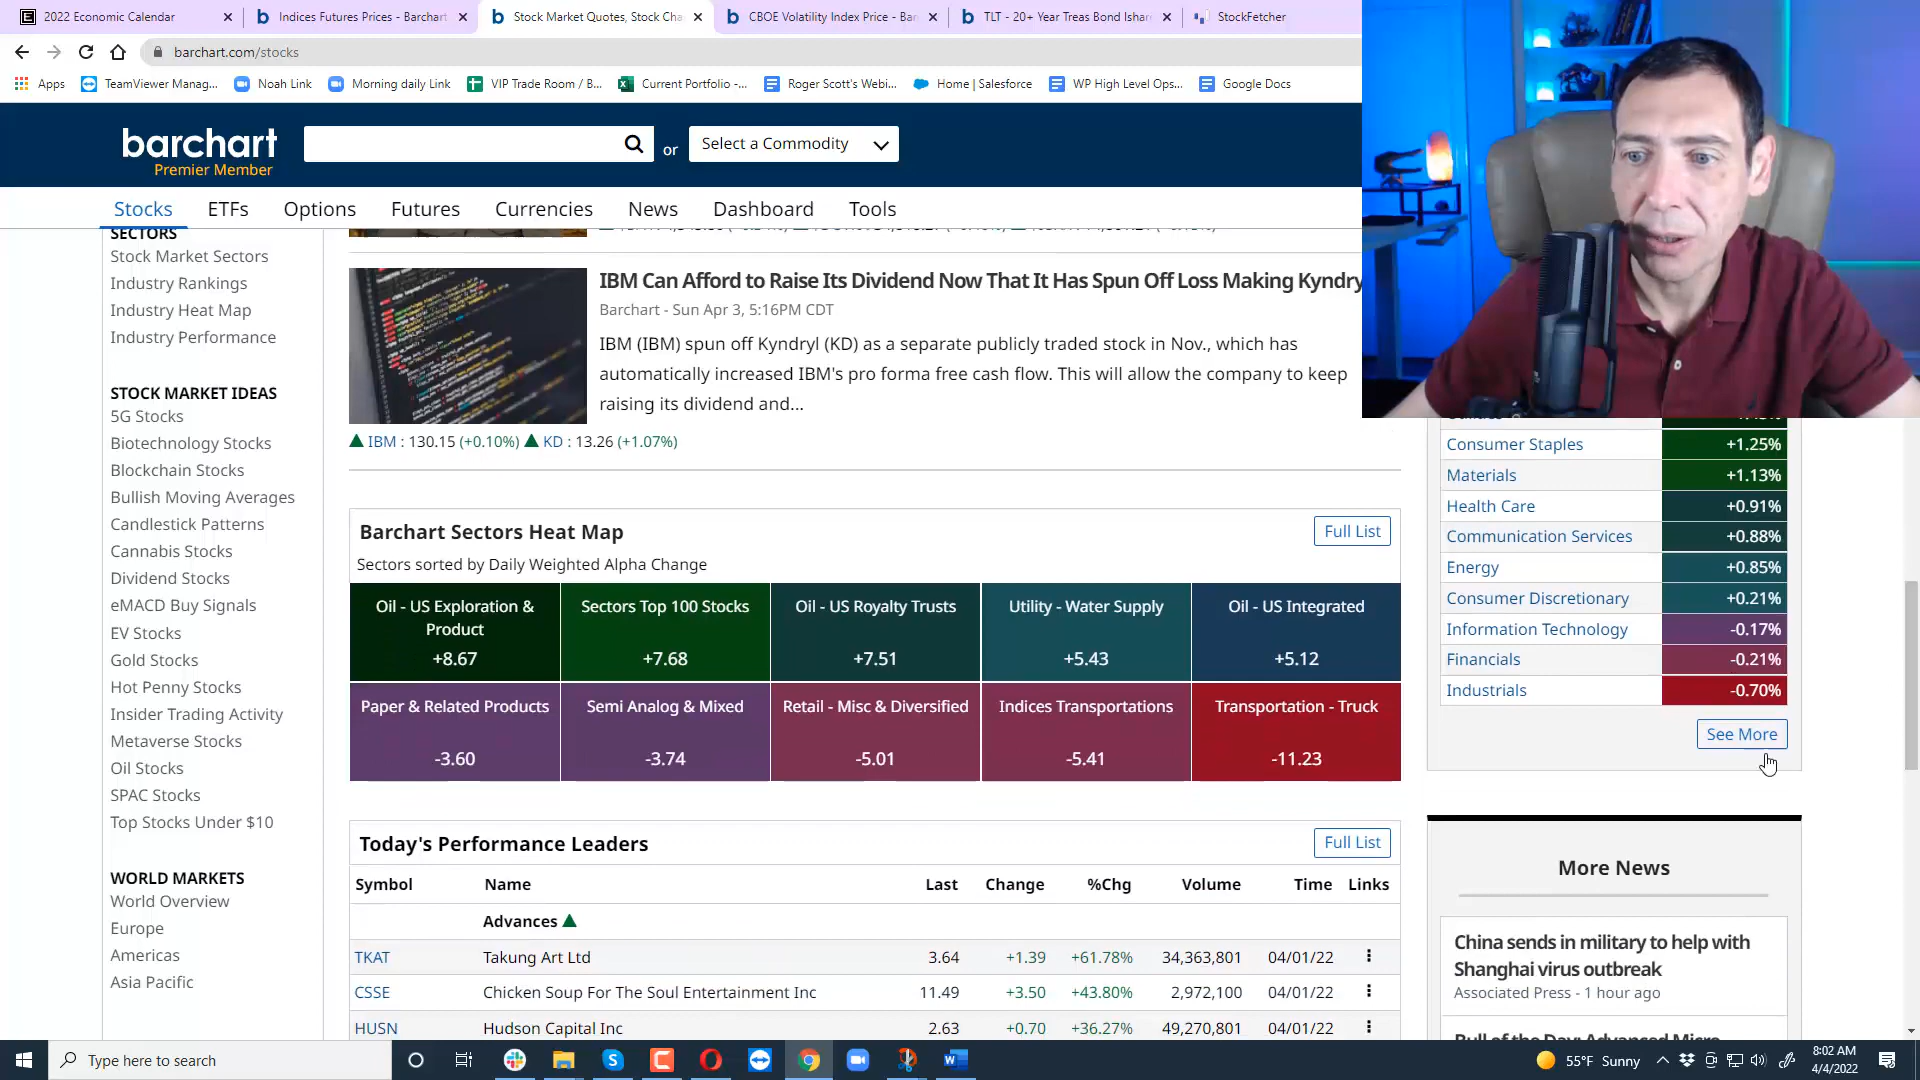 2022 Economic Calendar
Indices Futures Prices - Barchart
Stock Market Quotes, Stock Cha
CBOE Volatility Index Price - Bar
TLT - 20+ Year Treas Bond Ishar
StockFetcher
barchart.com/stocks
Apps
TeamViewer Manag...
Noah Link
Morning daily Link
VIP Trade Room / B...
Current Portfolio -...
Roger Scott's Webi...
Home | Salesforce
WP High Level Ops...
Google Docs
barchart
Premier Member
or
Select a Commodity
Stocks ETFs Options Futures Currencies News Dashboard Tools
SECTORS
Stock Market Sectors
Industry Rankings
Industry Heat Map
Industry Performance
STOCK MARKET IDEAS
5G Stocks
Biotechnology Stocks
Blockchain Stocks
Bullish Moving Averages
Candlestick Patterns
Cannabis Stocks
Dividend Stocks
eMACD Buy Signals
EV Stocks
Gold Stocks
Hot Penny Stocks
Insider Trading Activity
Metaverse Stocks
Oil Stocks
SPAC Stocks
Top Stocks Under $10
WORLD MARKETS
World Overview
Europe
Americas
Asia Pacific
IBM Can Afford to Raise Its Dividend Now That It Has Spun Off Loss Making Kyndry
Barchart - Sun Apr 3, 5:16PM CDT
IBM (IBM) spun off Kyndryl (KD) as a separate publicly traded stock in Nov., which has
automatically increased IBM's pro forma free cash flow. This will allow the company to keep
raising its dividend and...
IBM : 130.15 (+0.10%) KD : 13.26 (+1.07%)
Barchart Sectors Heat Map
Full List
Sectors sorted by Daily Weighted Alpha Change
Oil - US Exploration &
Product
+8.67
Sectors Top 100 Stocks
+7.68
Oil - US Royalty Trusts
+7.51
Utility - Water Supply
+5.43
Oil - US Integrated
+5.12
Paper & Related Products
-3.60
Semi Analog & Mixed
-3.74
Retail - Misc & Diversified
-5.01
Indices Transportations
-5.41
Transportation - Truck
-11.23
Today's Performance Leaders
Full List
Symbol Name Last Change %Chg Volume Time Links
Advances
TKAT Takung Art Ltd 3.64 +1.39 +61.78% 34,363,801 04/01/22
CSSE Chicken Soup For The Soul Entertainment Inc 11.49 +3.50 +43.80% 2,972,100 04/01/22
HUSN Hudson Capital Inc 2.63 +0.70 +36.27% 49,270,801 04/01/22
Consumer Staples +1.25%
Materials +1.13%
Health Care +0.91%
Communication Services +0.88%
Energy +0.85%
Consumer Discretionary +0.21%
Information Technology -0.17%
Financials -0.21%
Industrials -0.70%
See More
More News
China sends in military to help with
Shanghai virus outbreak
Associated Press - 1 hour ago
Type here to search
55°F Sunny
8:02 AM
4/4/2022